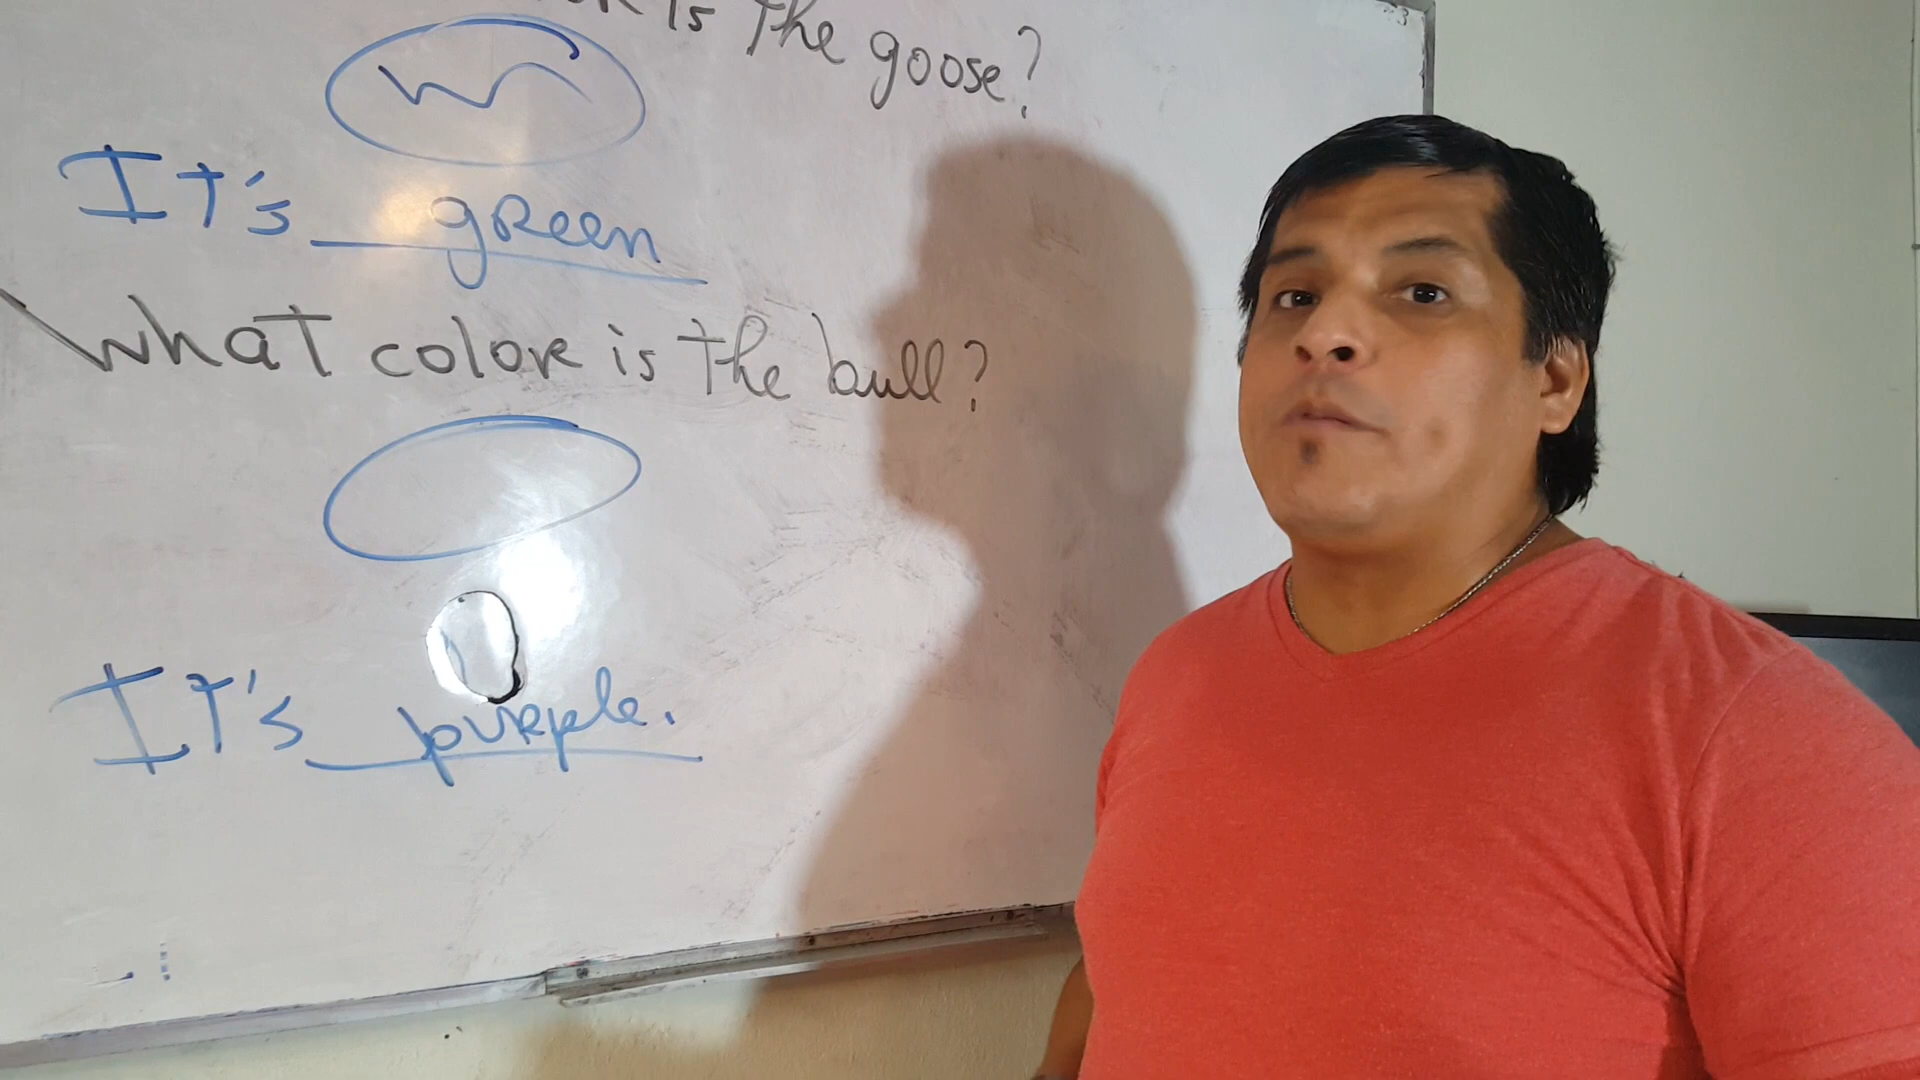 is The goose?
IT's green
What color is The bull?
IT's purple.